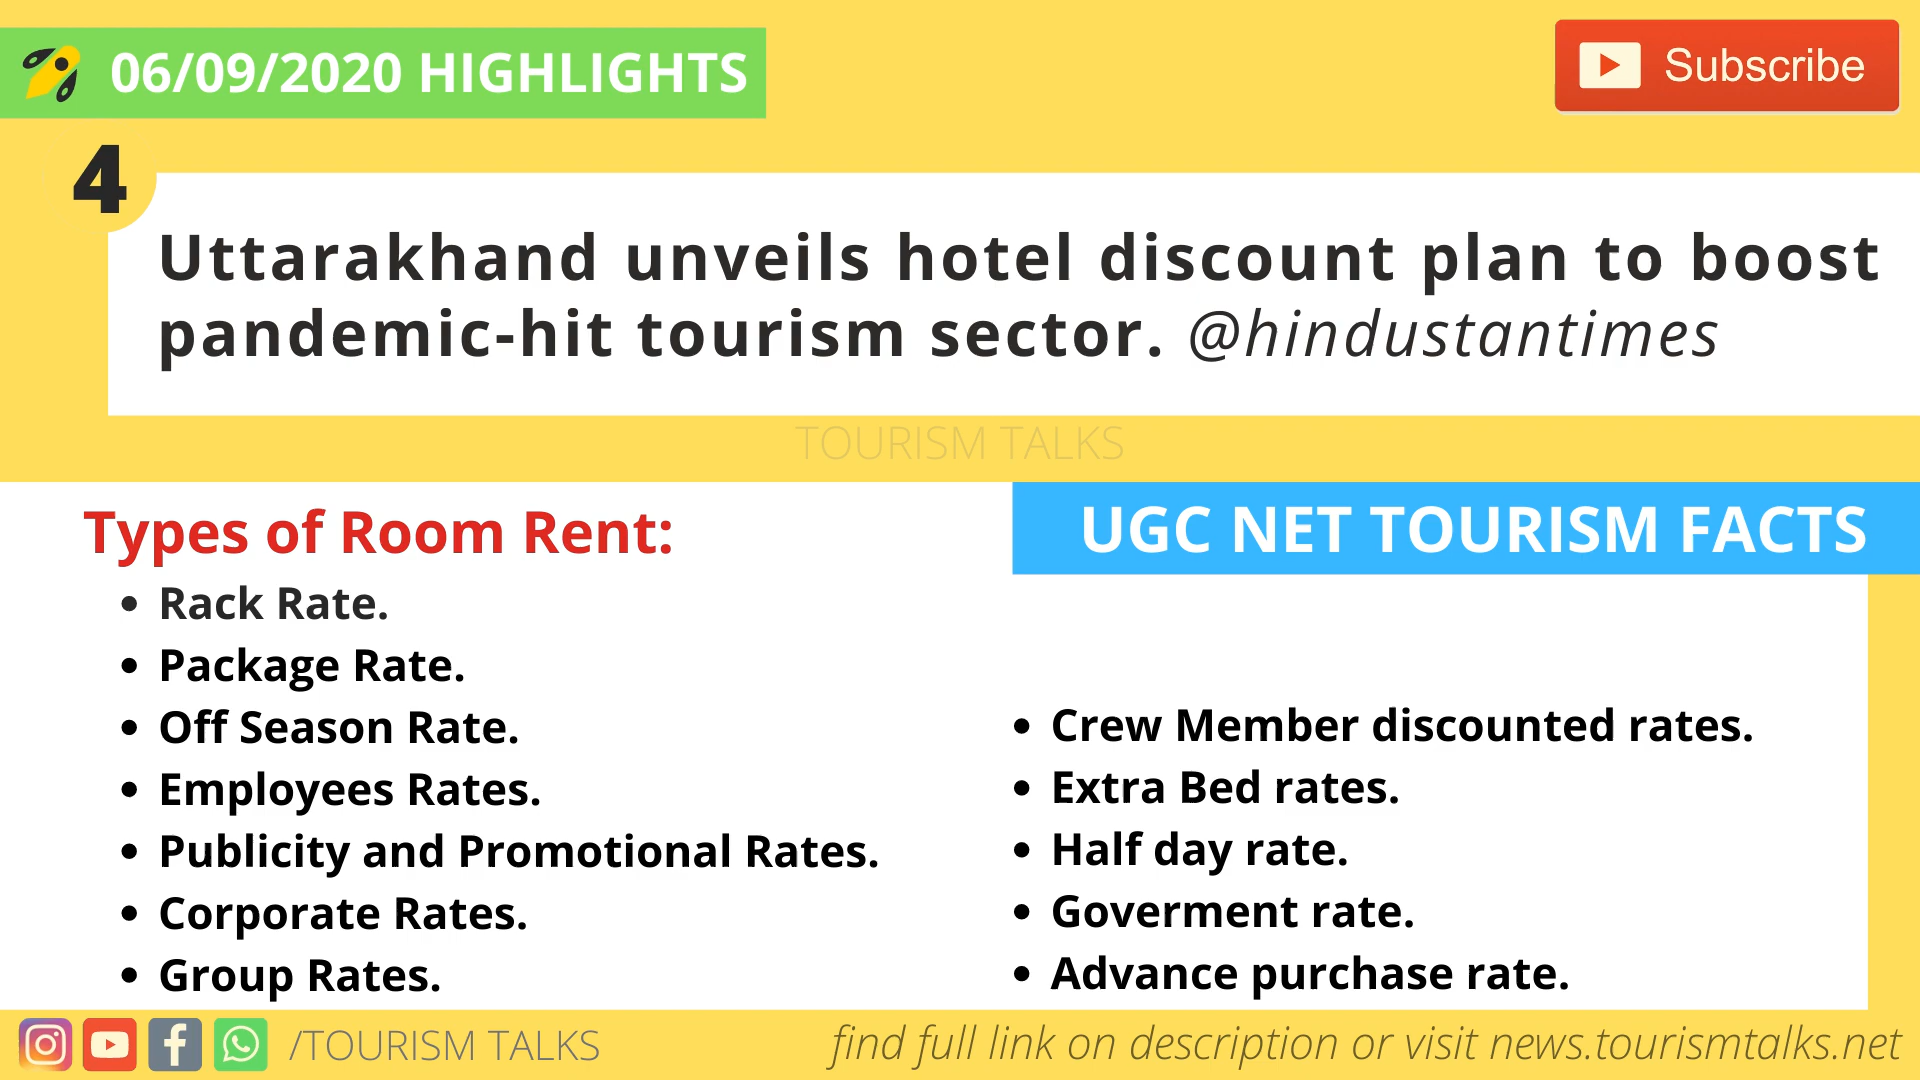 06/09/2020 HIGHLIGHTS
Subscribe
4
Uttarakhand unveils hotel discount plan to boost
pandemic-hit tourism sector. @hindustantimes
TOURISM TALKS
UGC NET TOURISM FACTS
Types of Room Rent:
• Rack Rate.
• Package Rate.
• Off Season Rate.
• Employees Rates.
• Publicity and Promotional Rates.
• Corporate Rates.
• Group Rates.
• Crew Member discounted rates.
• Extra Bed rates.
• Half day rate.
• Goverment rate.
• Advance purchase rate.
/TOURISM TALKS
find full link on description or visit news.tourismtalks.net